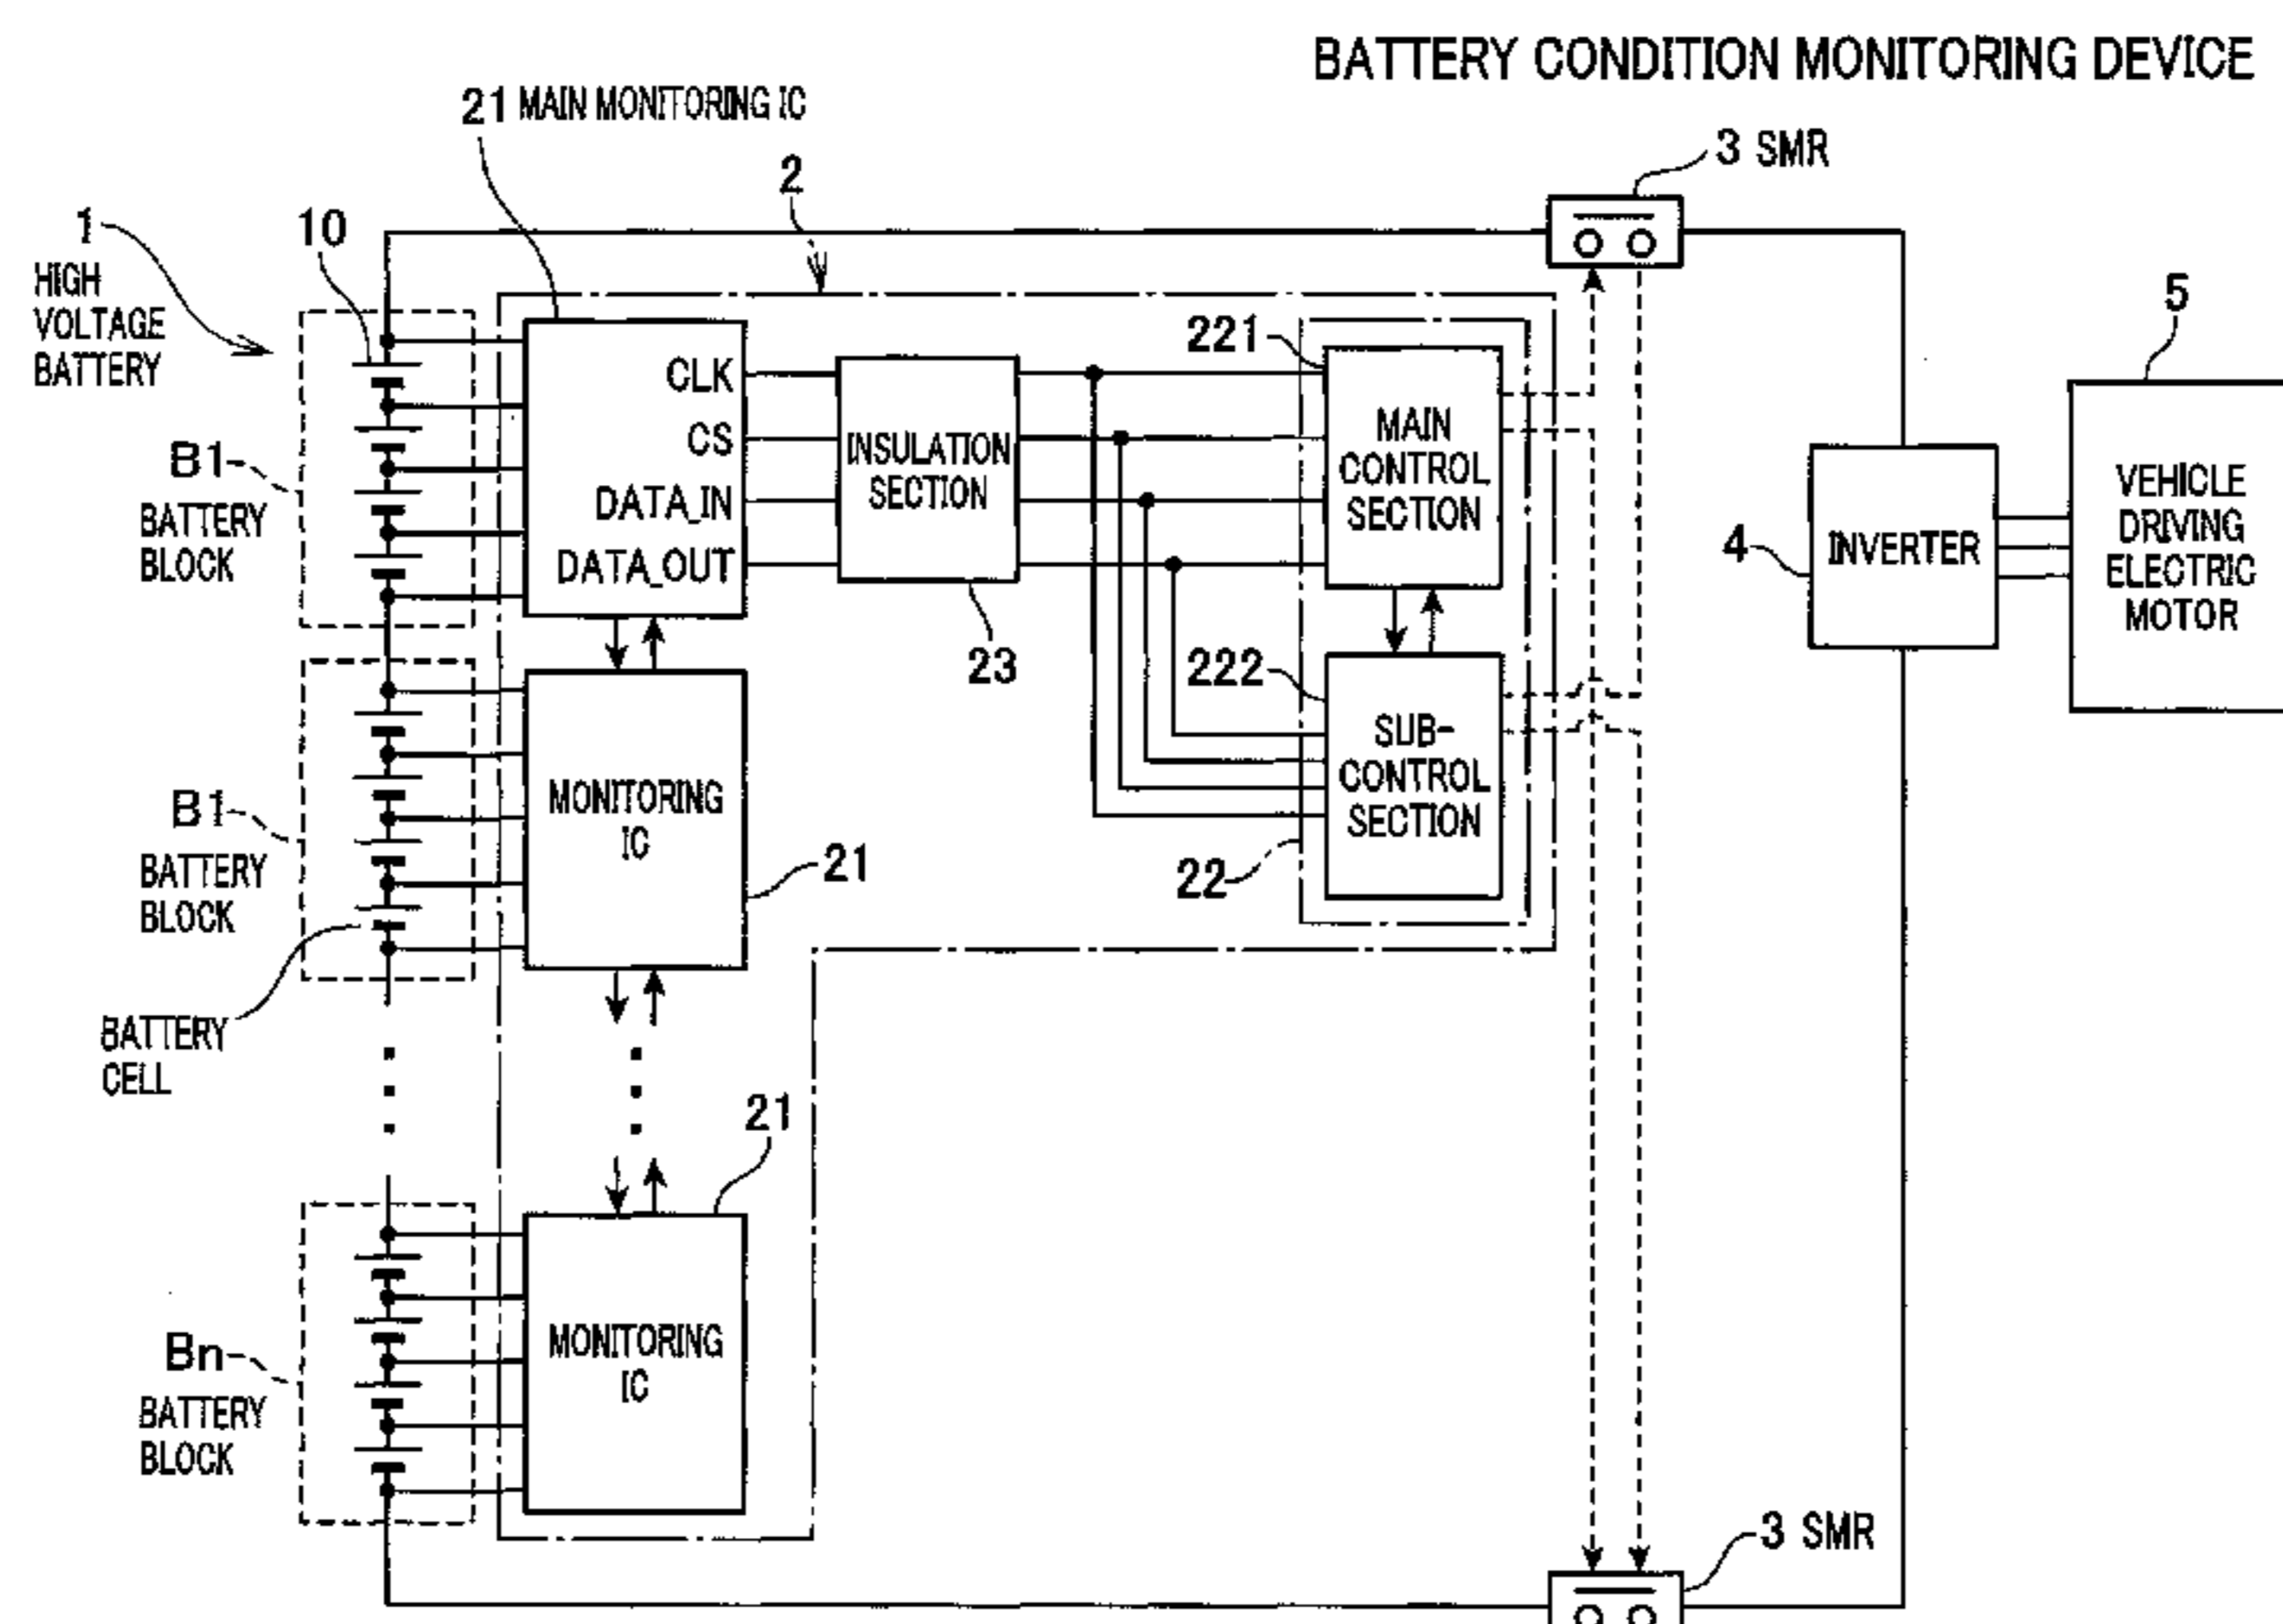 BATTERY CONDITION MONITORING DEVICE
21 MAIN MONITORING IC
3 SMR
2
1
10
HIGH
VOLTAGE
BATTERY
5
221
CLK
CS
DATA_IN
DATA_OUT
INSULATION
SECTION
MAIN
CONTROL
SECTION
B1
BATTERY
BLOCK
4
INVERTER
VEHICLE
DRIVING
ELECTRIC
MOTOR
23
222
SUB-
CONTROL
SECTION
22
B1
BATTERY
BLOCK
MONITORING
IC
21
BATTERY
CELL
21
Bn
BATTERY
BLOCK
MONITORING
IC
3 SMR